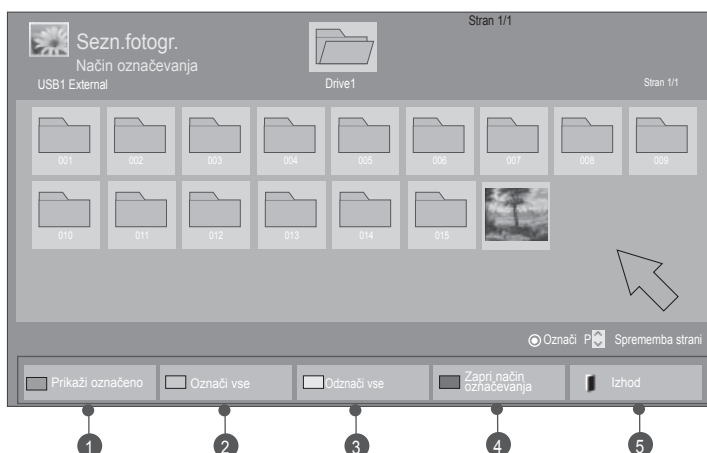 Stran 1/1
Sezn.fotogr.
Način označevanja
USB1 External
Drive1
Stran 1/1
001 002 003 004 005 006 007 008 009
010 011 012 013 014 015
Označi P Sprememba strani
Prikaži označeno
Označi vse
Odznači vse
Zapri način
označevanja
Izhod
1 2 3 4 5